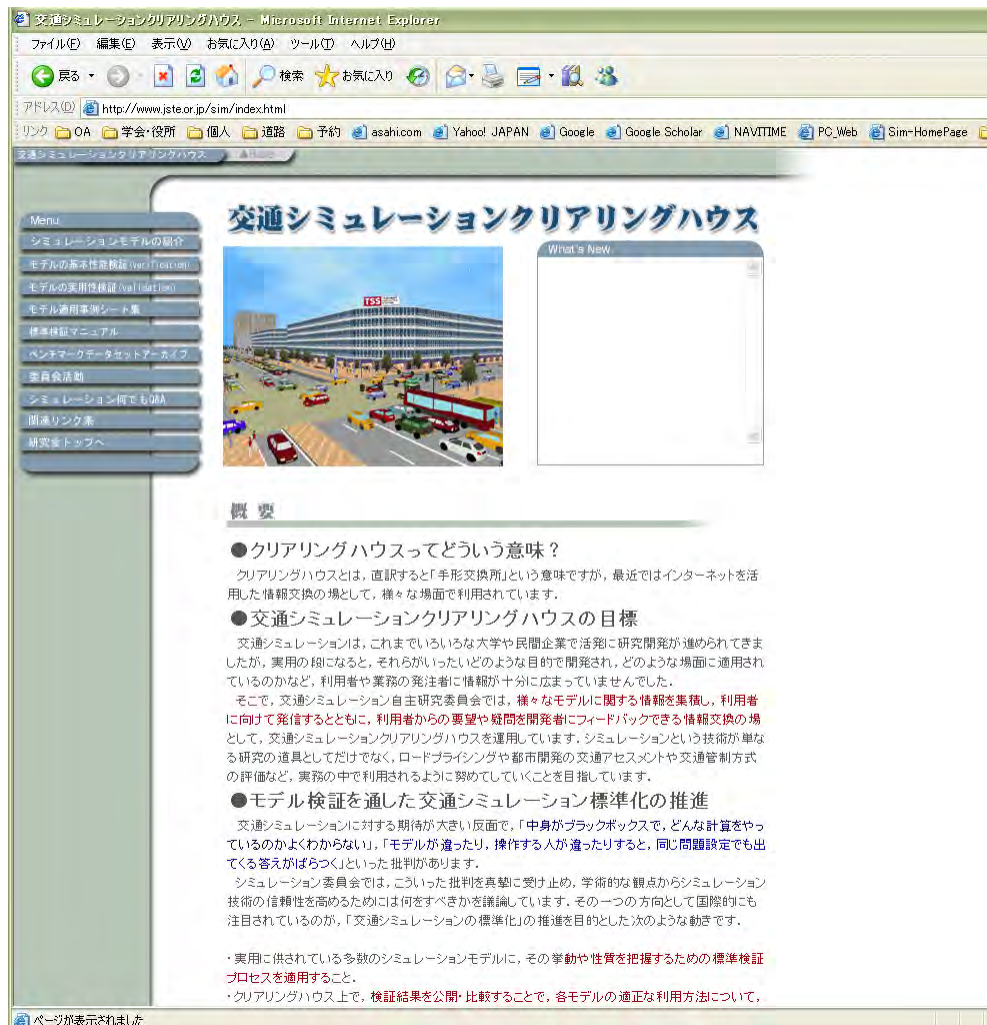 交通シミュレーションクリアリングハウス - Microsoft Internet Explorer
ファイル(F) 編集(E) 表示(V) お気に入り(A) ツール(T) ヘルプ(H)
戻る 検索 お気に入り
アドレス(D) http://www.jste.or.jp/sim/index.html
リンク OA 学会・役所 個人 道路 予約 asahi.com Yahoo! JAPAN Google Google Scholar NAVITIME PC_Web Sim-HomePage
交通シミュレーションクリアリングハウス
交通シミュレーションクリアリングハウス
Menu
シミュレーションモデルの紹介
モデルの基本性能検証(verification)
モデルの実用性検証(validation)
モデル適用事例シート集
標準検証マニュアル
ベンチマークデータセットアーカイブ
委員会活動
シミュレーション何でもQ&A
関連リンク集
研究会トップへ
What's New
TSS
概 要
●クリアリングハウスってどういう意味?
クリアリングハウスとは,直訳すると「手形交換所」という意味ですが,最近ではインターネットを活
用した情報交換の場として,様々な場面で利用されています.
●交通シミュレーションクリアリングハウスの目標
交通シミュレーションは,これまでいろいろな大学や民間企業で活発に研究開発が進められてきま
したが,実用の段になると,それらがいったいどのような目的で開発され,どのような場面に適用され
ているのかなど,利用者や業務の発注者に情報が十分に広まっていませんでした.
そこで,交通シミュレーション自主研究委員会では,様々なモデルに関する情報を集積し,利用者
に向けて発信するとともに,利用者からの要望や疑問を開発者にフィードバックできる情報交換の場
として,交通シミュレーションクリアリングハウスを運用しています.シミュレーションという技術が単な
る研究の道具としてだけでなく,ロードプライシングや都市開発の交通アセスメントや交通管制方式
の評価など,実務の中で利用されるように努めてしていくことを目指しています.
●モデル検証を通した交通シミュレーション標準化の推進
交通シミュレーションに対する期待が大きい反面で,「中身がブラックボックスで,どんな計算をやっ
ているのかよくわからない」,「モデルが違ったり,操作する人が違ったりすると,同じ問題設定でも出
てくる答えがばらつく」といった批判があります.
シミュレーション委員会では,こういった批判を真摯に受け止め,学術的な観点からシミュレーション
技術の信頼性を高めるためには何をすべきかを議論しています.その一つの方向として国際的にも
注目されているのが,「交通シミュレーションの標準化」の推進を目的とした次のような動きです.
・実用に供されている多数のシミュレーションモデルに,その挙動や性質を把握するための標準検証
プロセスを適用すること.
・クリアリングハウス上で,検証結果を公開・比較することで,各モデルの適正な利用方法について,
ページが表示されました